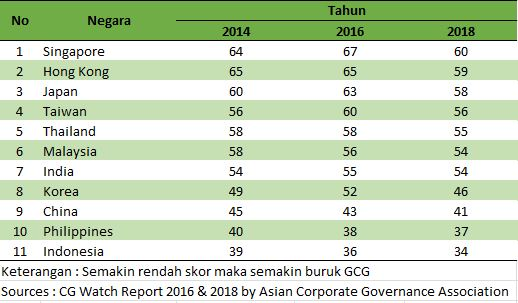 No Negara Tahun
2014 2016 2018
1 Singapore 64 67 60
2 Hong Kong 65 65 59
3 Japan 60 63 58
4 Taiwan 56 60 56
5 Thailand 58 58 55
6 Malaysia 58 56 54
7 India 54 55 54
8 Korea 49 52 46
9 China 45 43 41
10 Philippines 40 38 37
11 Indonesia 39 36 34
Keterangan : Semakin rendah skor maka semakin buruk GCG
Sources : CG Watch Report 2016 & 2018 by Asian Corporate Governance Association